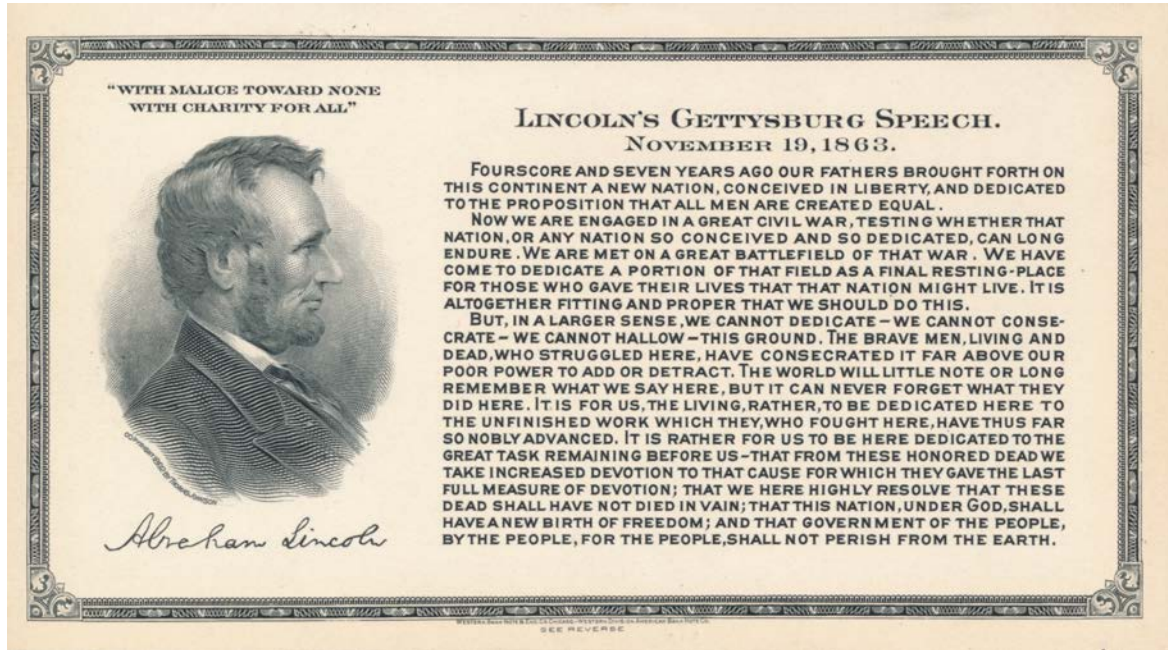 "WITH MALICE TOWARD NONE
WITH CHARITY FOR ALL"
LINCOLN'S GETTYSBURG SPEECH.
NOVEMBER 19, 1863.
FOURSCORE AND SEVEN YEARS AGO OUR FATHERS BROUGHT FORTH ON
THIS CONTINENT A NEW NATION, CONCEIVED IN LIBERTY, AND DEDICATED
TO THE PROPOSITION THAT ALL MEN ARE CREATED EQUAL.
NOW WE ARE ENGAGED IN A GREAT CIVIL WAR, TESTING WHETHER THAT
NATION, OR ANY NATION SO CONCEIVED AND SO DEDICATED, CAN LONG
ENDURE. WE ARE MET ON A GREAT BATTLEFIELD OF THAT WAR. WE HAVE
COME TO DEDICATE A PORTION OF THAT FIELD AS A FINAL RESTING-PLACE
FOR THOSE WHO GAVE THEIR LIVES THAT THAT NATION MIGHT LIVE. IT IS
ALTOGETHER FITTING AND PROPER THAT WE SHOULD DO THIS.
BUT, IN A LARGER SENSE, WE CANNOT DEDICATE – WE CANNOT CONSE-
CRATE – WE CANNOT HALLOW – THIS GROUND. THE BRAVE MEN, LIVING AND
DEAD, WHO STRUGGLED HERE, HAVE CONSECRATED IT FAR ABOVE OUR
POOR POWER TO ADD OR DETRACT. THE WORLD WILL LITTLE NOTE OR LONG
REMEMBER WHAT WE SAY HERE, BUT IT CAN NEVER FORGET WHAT THEY
DID HERE. IT IS FOR US, THE LIVING, RATHER, TO BE DEDICATED HERE TO
THE UNFINISHED WORK WHICH THEY, WHO FOUGHT HERE, HAVE THUS FAR
SO NOBLY ADVANCED. IT IS RATHER FOR US TO BE HERE DEDICATED TO THE
GREAT TASK REMAINING BEFORE US – THAT FROM THESE HONORED DEAD WE
TAKE INCREASED DEVOTION TO THAT CAUSE FOR WHICH THEY GAVE THE LAST
FULL MEASURE OF DEVOTION; THAT WE HERE HIGHLY RESOLVE THAT THESE
DEAD SHALL HAVE NOT DIED IN VAIN; THAT THIS NATION, UNDER GOD, SHALL
HAVE A NEW BIRTH OF FREEDOM; AND THAT GOVERNMENT OF THE PEOPLE,
BY THE PEOPLE, FOR THE PEOPLE, SHALL NOT PERISH FROM THE EARTH.
Abraham Lincoln
WESTERN BANK NOTE & ENG. CO. CHICAGO.-WESTERN DIVISION AMERICAN BANK NOTE CO.
SEE REVERSE